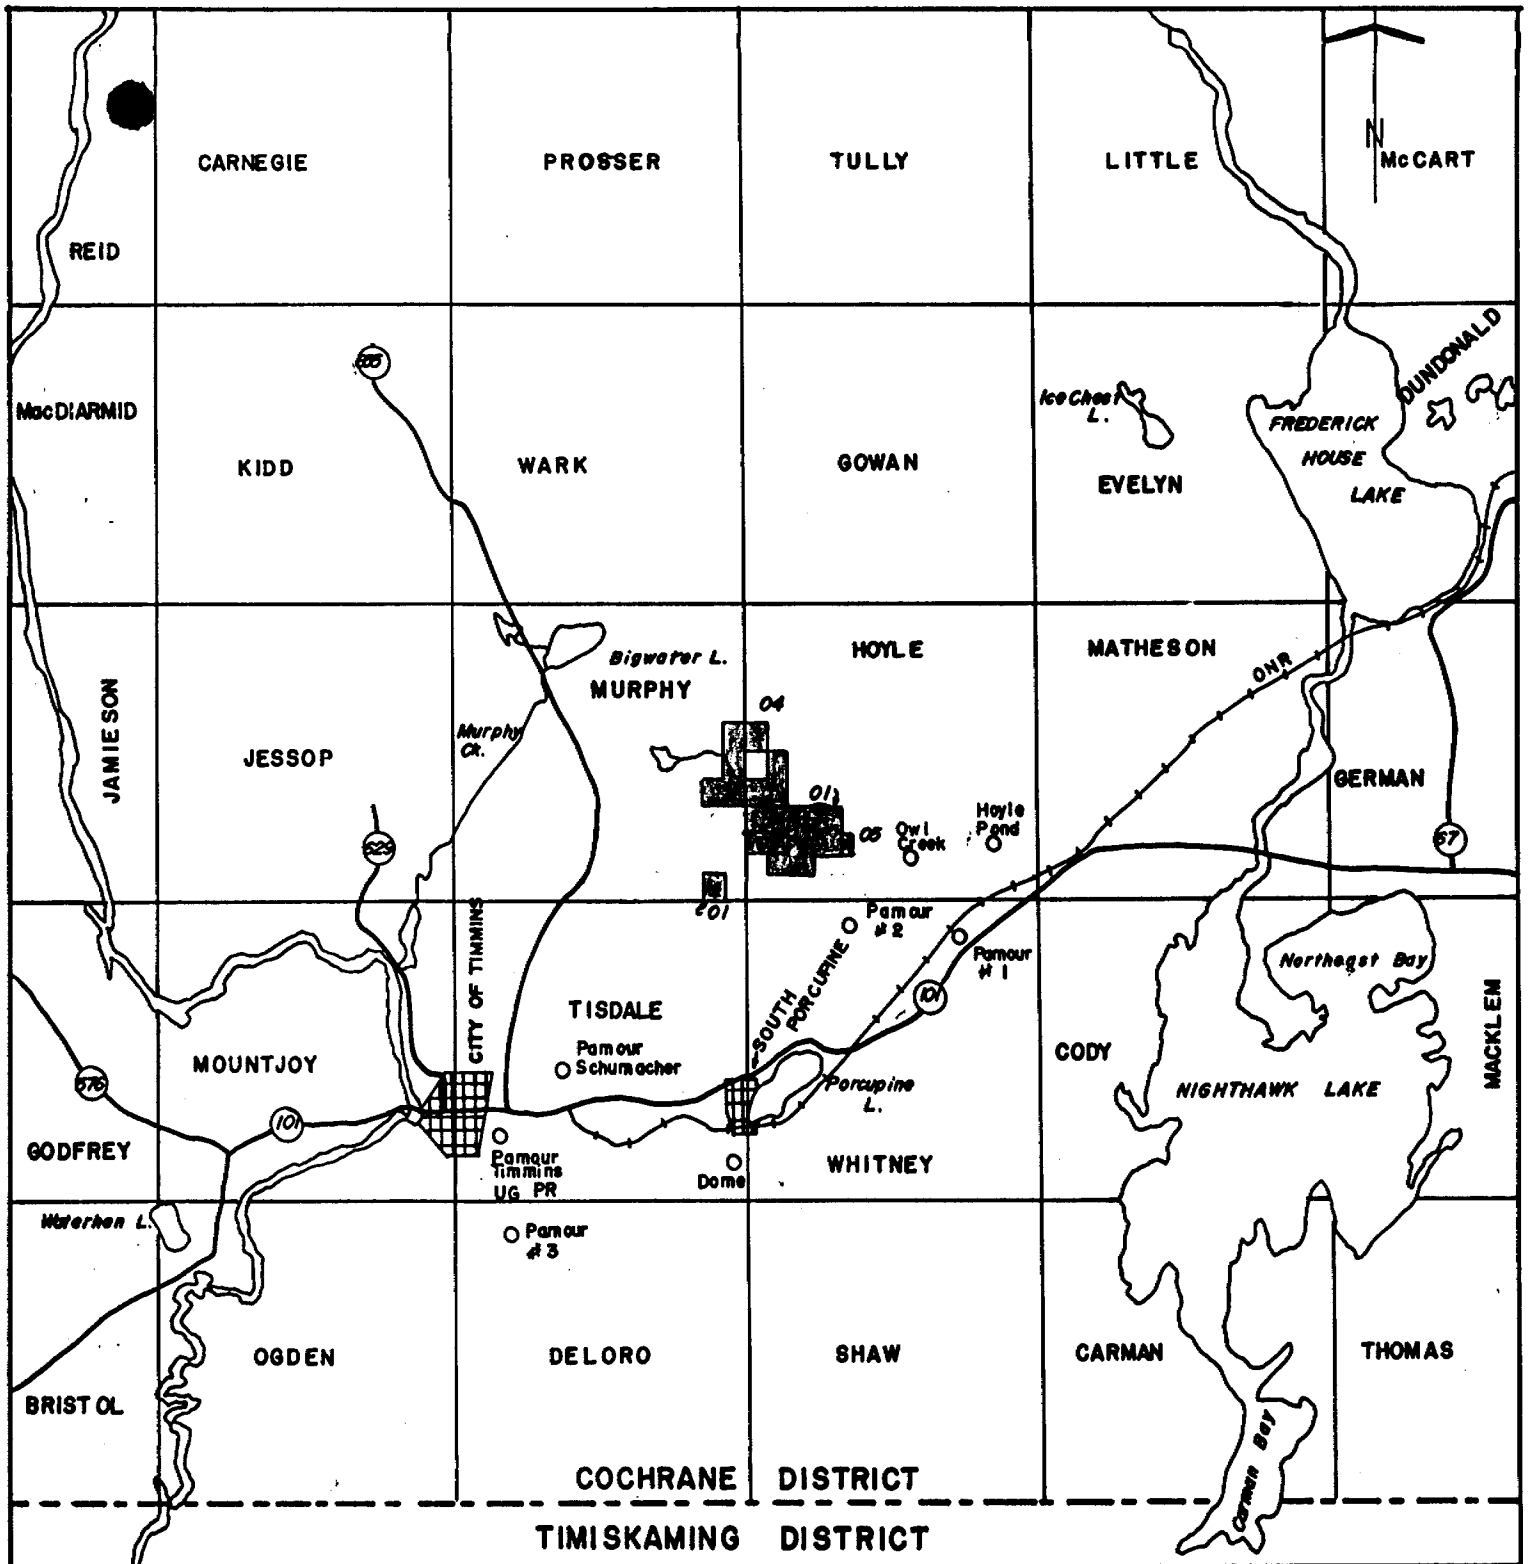 N
CARNEGIE
PROSSER
TULLY
LITTLE
McCART
REID
MacDIARMID
KIDD
WARK
GOWAN
Ice Chest
L.
EVELYN
FREDERICK
HOUSE
LAKE
DUNDONALD
JAMIESON
JESSOP
Bigwater L.
MURPHY
Murphy
Ck.
HOYLE
MATHESON
ONR
GERMAN
04
01
05
01
Owl
Creek
Hoyle
Pond
629
67
CITY OF TIMMINS
TISDALE
Pamour
Schumacher
SOUTH
PORCUPINE
Pamour
#2
Pamour
#1
101
Northeast Bay
MOUNTJOY
576
101
GODFREY
Porcupine
L.
CODY
NIGHTHAWK LAKE
MACKLEM
Pamour
Timmins
UG PR
Dome
WHITNEY
Waterhen L.
Pamour
#3
OGDEN
DELORO
SHAW
CARMAN
THOMAS
BRISTOL
Carman Bay
COCHRANE DISTRICT
TIMISKAMING DISTRICT